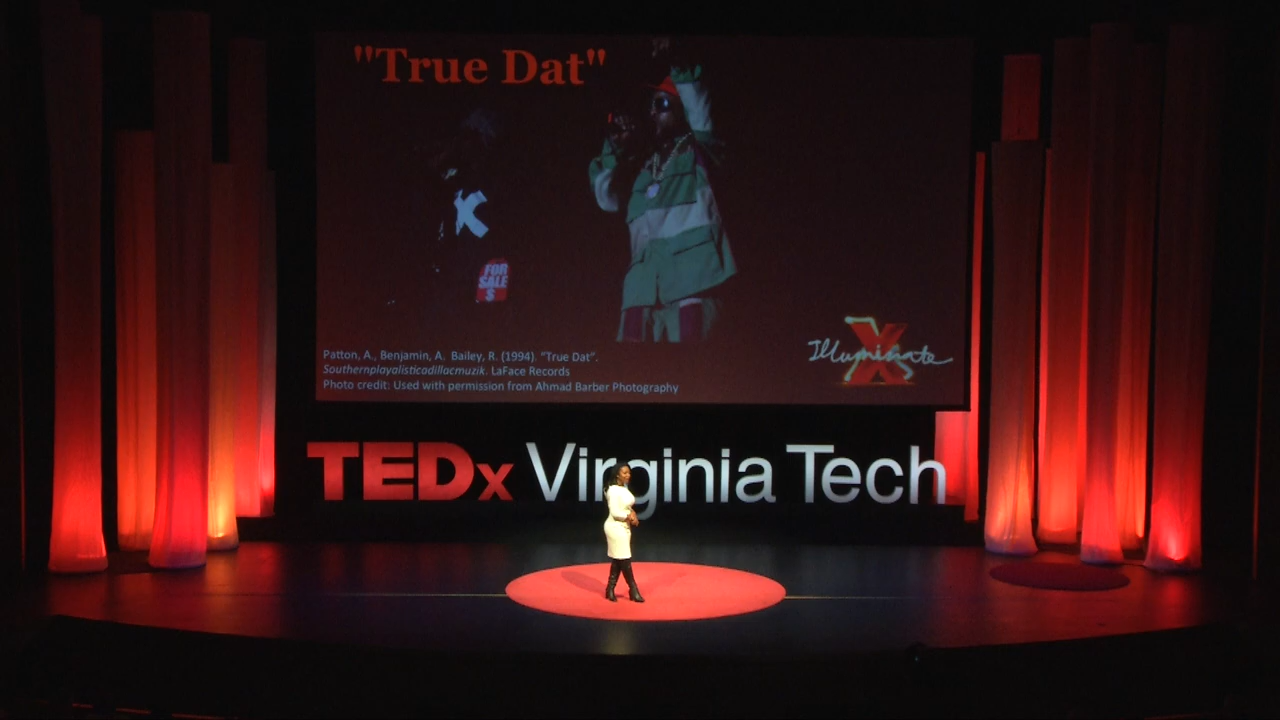 "True Dat"
X
FOR
SALE
$
Patton, A., Benjamin, A. Bailey, R. (1994). "True Dat".
Southernplayalisticadillacmuzik. LaFace Records
Photo credit: Used with permission from Ahmad Barber Photography
X
Illuminate
TEDx Virginia Tech